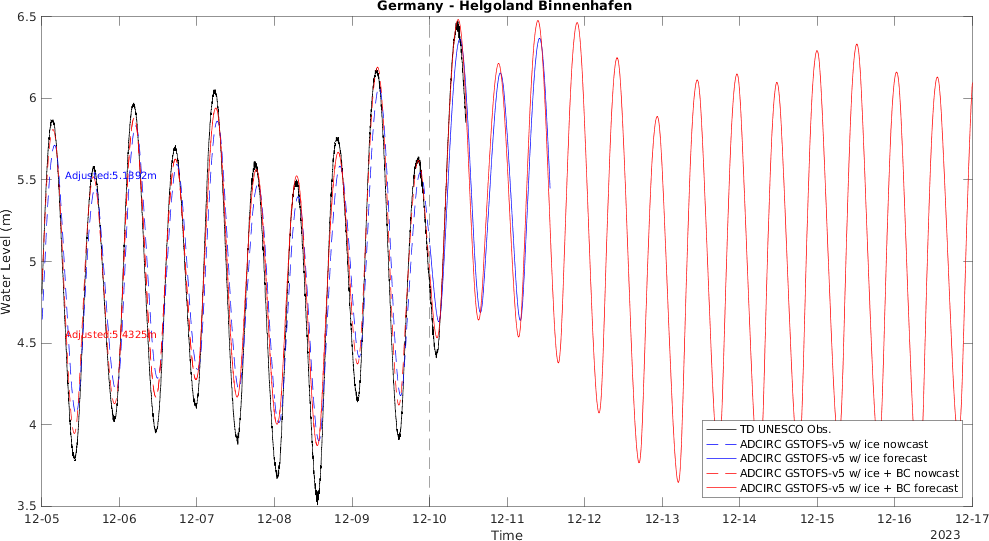 Germany - Helgoland Binnenhafen
Water Level (m)
6.5
6
5.5
5
4.5
4
3.5
Adjusted:5.1392m
Adjusted:5.4325m
TD UNESCO Obs.
ADCIRC GSTOFS-v5 w/ ice nowcast
ADCIRC GSTOFS-v5 w/ ice forecast
ADCIRC GSTOFS-v5 w/ ice + BC nowcast
ADCIRC GSTOFS-v5 w/ ice + BC forecast
12-05 12-06 12-07 12-08 12-09 12-10 12-11 12-12 12-13 12-14 12-15 12-16 12-17
Time
2023